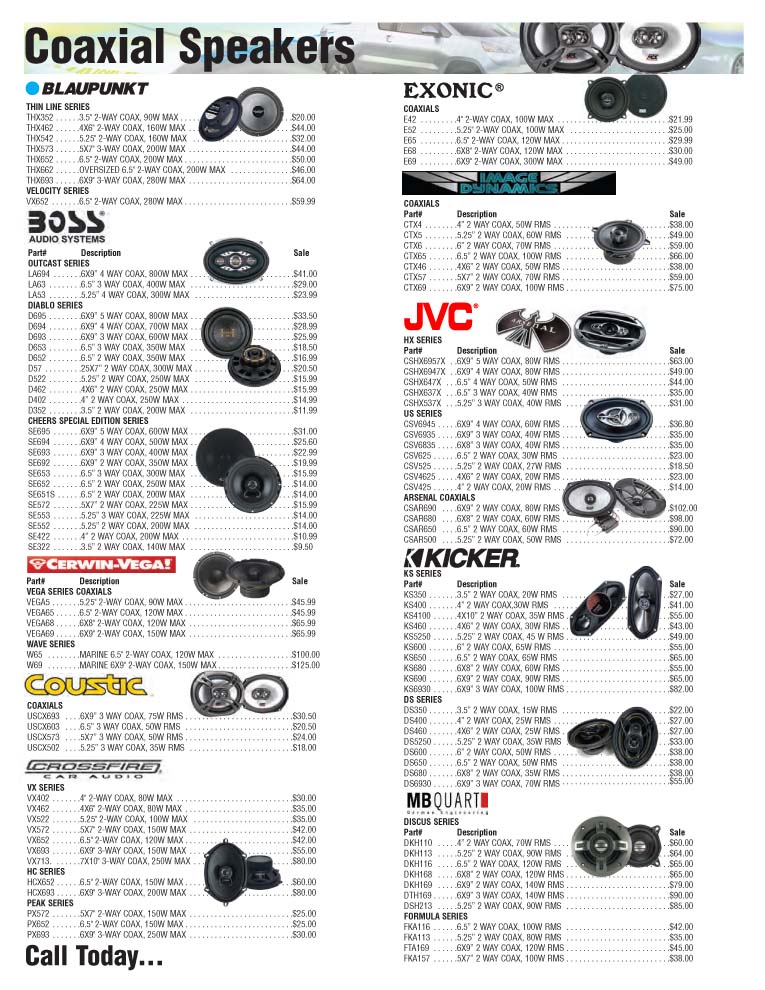 Coaxial Speakers
BLAUPUNKT
THIN LINE SERIES
THX352 ......3.5" 2-WAY COAX, 90W MAX ..........$20.00
THX462 ......4X6" 2-WAY COAX, 160W MAX ..........$44.00
THX542 ......5.25" 2-WAY COAX, 160W MAX ..........$32.00
THX573 ......5X7" 3-WAY COAX, 200W MAX ..........$44.00
THX652 ......6.5" 2-WAY COAX, 200W MAX ..........$50.00
THX662 ......OVERSIZED 6.5" 2-WAY COAX, 200W MAX ..........$46.00
THX693 ......6X9" 3-WAY COAX, 280W MAX ..........$64.00
VELOCITY SERIES
VX652 ......6.5" 2-WAY COAX, 280W MAX ..........$59.99
BOSS®
AUDIO SYSTEMS
Part# Description Sale
OUTCAST SERIES
LA694 ......6X9" 4 WAY COAX, 800W MAX ..........$41.00
LA63 ......6.5" 3 WAY COAX, 400W MAX ..........$29.00
LA53 ......5.25" 4 WAY COAX, 300W MAX ..........$23.99
DIABLO SERIES
D695 ......6X9" 5 WAY COAX, 800W MAX ..........$33.50
D694 ......6X9" 4 WAY COAX, 700W MAX ..........$28.99
D693 ......6X9" 3 WAY COAX, 600W MAX ..........$25.99
D653 ......6.5" 3 WAY COAX, 350W MAX ..........$18.50
D652 ......6.5" 2 WAY COAX, 350W MAX ..........$16.99
D57 ......25X7" 2 WAY COAX, 300W MAX ..........$20.50
D522 ......5.25" 2 WAY COAX, 250W MAX ..........$15.99
D462 ......4X6" 2 WAY COAX, 250W MAX ..........$15.99
D402 ......4" 2 WAY COAX, 250W MAX ..........$14.99
D352 ......3.5" 2 WAY COAX, 200W MAX ..........$11.99
CHEERS SPECIAL EDITION SERIES
SE695 ......6X9" 5 WAY COAX, 600W MAX ..........$31.00
SE694 ......6X9" 4 WAY COAX, 500W MAX ..........$25.60
SE693 ......6X9" 3 WAY COAX, 400W MAX ..........$22.99
SE692 ......6X9" 2 WAY COAX, 350W MAX ..........$19.99
SE653 ......6.5" 3 WAY COAX, 300W MAX ..........$15.99
SE652 ......6.5" 2 WAY COAX, 250W MAX ..........$14.00
SE651S ......6.5" 2 WAY COAX, 200W MAX ..........$14.00
SE572 ......5X7" 2 WAY COAX, 225W MAX ..........$15.99
SE553 ......5.25" 3 WAY COAX, 225W MAX ..........$14.00
SE552 ......5.25" 2 WAY COAX, 200W MAX ..........$14.00
SE422 ......4" 2 WAY COAX, 200W MAX ..........$10.99
SE322 ......3.5" 2 WAY COAX, 140W MAX ..........$9.50
CERWIN-VEGA!
Part# Description Sale
VEGA SERIES COAXIALS
VEGA5 ......5.25" 2-WAY COAX, 90W MAX ..........$45.99
VEGA65 ......6.5" 2-WAY COAX, 120W MAX ..........$45.99
VEGA68 ......6X8" 2-WAY COAX, 120W MAX ..........$65.99
VEGA69 ......6X9" 2-WAY COAX, 150W MAX ..........$65.99
WAVE SERIES
W65 ........MARINE 6.5" 2-WAY COAX, 120W MAX ..........$100.00
W69 ........MARINE 6X9" 2-WAY COAX, 150W MAX ..........$125.00
COUSTIC
COAXIALS
USCX693 ....6X9" 3 WAY COAX, 75W RMS ..........$30.50
USCX603 ....6.5" 3 WAY COAX, 50W RMS ..........$20.50
USCX573 ....5X7" 3 WAY COAX, 50W RMS ..........$24.00
USCX502 ....5.25" 3 WAY COAX, 35W RMS ..........$18.00
CROSSFIRE
CAR AUDIO
VX SERIES
VX402 ......4" 2-WAY COAX, 80W MAX ..........$30.00
VX462 ......4X6" 2-WAY COAX, 80W MAX ..........$35.00
VX522 ......5.25" 2-WAY COAX, 100W MAX ..........$35.00
VX572 ......5X7" 2-WAY COAX, 150W MAX ..........$42.00
VX652 ......6.5" 2-WAY COAX, 120W MAX ..........$42.00
VX693 ......6X9" 3-WAY COAX, 150W MAX ..........$55.00
VX713. ......7X10" 3-WAY COAX, 250W MAX ..........$80.00
HC SERIES
HCX652 ......6.5" 2-WAY COAX, 150W MAX ..........$60.00
HCX693 ......6X9" 3-WAY COAX, 200W MAX ..........$80.00
PEAK SERIES
PX572 ......5X7" 2-WAY COAX, 150W MAX ..........$25.00
PX652 ......6.5" 2-WAY COAX, 150W MAX ..........$25.00
PX693 ......6X9" 3-WAY COAX, 250W MAX ..........$30.00
Call Today...
EXONIC®
COAXIALS
E42 ........4" 2-WAY COAX, 100W MAX ..........$21.99
E52 ........5.25" 2-WAY COAX, 100W MAX ..........$25.00
E65 ........6.5" 2-WAY COAX, 120W MAX ..........$29.99
E68 ........6X8" 2-WAY COAX, 120W MAX ..........$30.00
E69 ........6X9" 2-WAY COAX, 300W MAX ..........$49.00
IMAGE DYNAMICS
COAXIALS
Part# Description Sale
CTX4 ......4" 2 WAY COAX, 50W RMS ..........$38.00
CTX5 ......5.25" 2 WAY COAX, 60W RMS ..........$49.00
CTX6 ......6" 2 WAY COAX, 70W RMS ..........$59.00
CTX65 ......6.5" 2 WAY COAX, 100W RMS ..........$66.00
CTX46 ......4X6" 2 WAY COAX, 50W RMS ..........$38.00
CTX57 ......5X7" 2 WAY COAX, 70W RMS ..........$59.00
CTX69 ......6X9" 2 WAY COAX, 100W RMS ..........$75.00
JVC®
ARSENAL
HX SERIES
Part# Description Sale
CSHX6957X ..6X9" 5 WAY COAX, 80W RMS ..........$63.00
CSHX6947X ..6X9" 4 WAY COAX, 80W RMS ..........$49.00
CSHX647X ...6.5" 4 WAY COAX, 50W RMS ..........$44.00
CSHX637X ...6.5" 3 WAY COAX, 40W RMS ..........$35.00
CSHX537X ...5.25" 3 WAY COAX, 40W RMS ..........$31.00
US SERIES
CSV6945 ....6X9" 4 WAY COAX, 60W RMS ..........$36.80
CSV6935 ....6X9" 3 WAY COAX, 40W RMS ..........$35.00
CSV6835 ....6X8" 3 WAY COAX, 40W RMS ..........$35.00
CSV625 ......6.5" 2 WAY COAX, 30W RMS ..........$23.00
CSV525 ......5.25" 2 WAY COAX, 27W RMS ..........$18.50
CSV4625 ....4X6" 2 WAY COAX, 20W RMS ..........$23.00
CSV425 ......4" 2 WAY COAX, 20W RMS ..........$14.00
ARSENAL COAXIALS
CSAR690 ....6X9" 2 WAY COAX, 80W RMS ..........$102.00
CSAR680 ....6X8" 2 WAY COAX, 60W RMS ..........$98.00
CSAR650 ....6.5" 2 WAY COAX, 60W RMS ..........$90.00
CSAR500 ....5.25" 2 WAY COAX, 50W RMS ..........$72.00
KICKER
KS SERIES
KS350 ......3.5" 2 WAY COAX, 20W RMS ..........$27.00
KS400 ......4" 2 WAY COAX,30W RMS ..........$41.00
KS4100 ......4X10" 2 WAY COAX, 35W RMS ..........$55.00
KS460 ......4X6" 2 WAY COAX, 30W RMS ..........$43.00
KS5250 ......5.25" 2 WAY COAX, 45 W RMS ..........$49.00
KS600 ......6" 2 WAY COAX, 65W RMS ..........$55.00
KS650 ......6.5" 2 WAY COAX, 65W RMS ..........$65.00
KS680 ......6X8" 2 WAY COAX, 60W RMS ..........$55.00
KS690 ......6X9" 2 WAY COAX, 90W RMS ..........$65.00
KS6930 ......6X9" 3 WAY COAX, 100W RMS ..........$82.00
DS SERIES
DS350 ......3.5" 2 WAY COAX, 15W RMS ..........$22.00
DS400 ......4" 2 WAY COAX, 25W RMS ..........$27.00
DS460 ......4X6" 2 WAY COAX, 25W RMS ..........$27.00
DS5250 ......5.25" 2 WAY COAX, 35W RMS ..........$33.00
DS600 ......6" 2 WAY COAX, 50W RMS ..........$38.00
DS650 ......6.5" 2 WAY COAX, 50W RMS ..........$38.00
DS680 ......6X8" 2 WAY COAX, 35W RMS ..........$38.00
DS6930 ......6X9" 3 WAY COAX, 70W RMS ..........$55.00
MB QUART
German Engineering
DISCUS SERIES
Part# Description Sale
DKH110 ......4" 2 WAY COAX, 70W RMS ..........$60.00
DKH113 ......5.25" 2 WAY COAX, 90W RMS ..........$64.00
DKH116 ......6.5" 2 WAY COAX, 120W RMS ..........$65.00
DKH168 ......6X8" 2 WAY COAX, 120W RMS ..........$65.00
DKH169 ......6X9" 2 WAY COAX, 140W RMS ..........$79.00
DTH169 ......6X9" 3 WAY COAX, 140W RMS ..........$90.00
DSH213 ......5.25" 2 WAY COAX, 90W RMS ..........$85.00
FORMULA SERIES
FKA116 ......6.5" 2 WAY COAX, 100W RMS ..........$42.00
FKA113 ......5.25" 2 WAY COAX, 80W RMS ..........$35.00
FTA169 ......6X9" 2 WAY COAX, 120W RMS ..........$45.00
FKA157 ......5X7" 2 WAY COAX, 100W RMS ..........$38.00